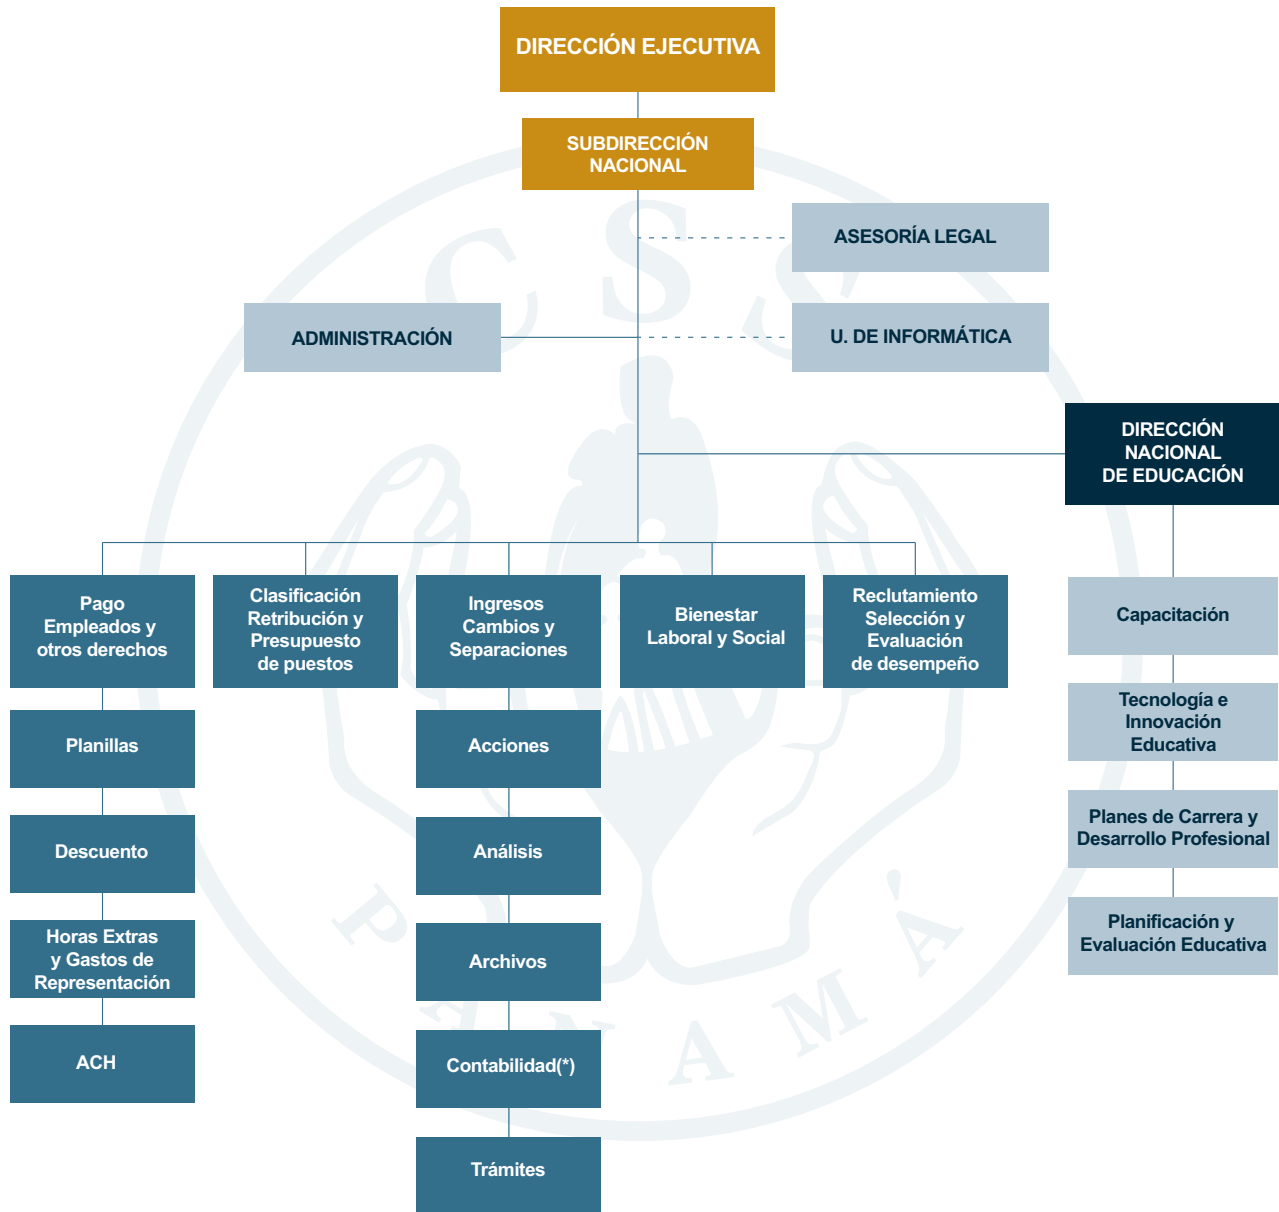 DIRECCIÓN EJECUTIVA
SUBDIRECCIÓN
NACIONAL
ASESORÍA LEGAL
ADMINISTRACIÓN
U. DE INFORMÁTICA
DIRECCIÓN
NACIONAL
DE EDUCACIÓN
Pago
Empleados y
otros derechos
Clasificación
Retribución y
Presupuesto
de puestos
Ingresos
Cambios y
Separaciones
Bienestar
Laboral y Social
Reclutamiento
Selección y
Evaluación
de desempeño
Planillas
Descuento
Horas Extras
y Gastos de
Representación
ACH
Acciones
Análisis
Archivos
Contabilidad(*)
Trámites
Capacitación
Tecnología e
Innovación
Educativa
Planes de Carrera y
Desarrollo Profesional
Planificación y
Evaluación Educativa
CSS
PANAMÁ